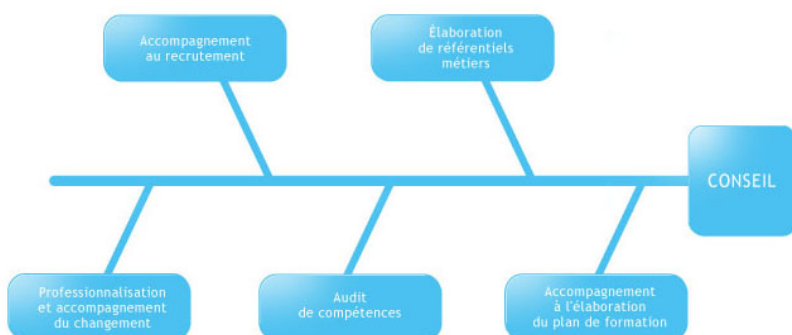 Accompagnement
au recrutement
Élaboration
de référentiels
métiers
CONSEIL
Professionnalisation
et accompagnement
du changement
Audit
de compétences
Accompagnement
à l'élaboration
du plan de formation